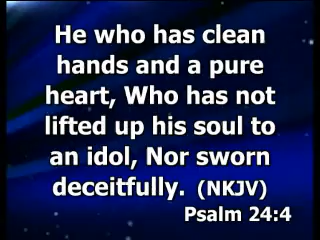 He who has clean
hands and a pure
heart, Who has not
lifted up his soul to
an idol, Nor sworn
deceitfully. (NKJV)
Psalm 24:4